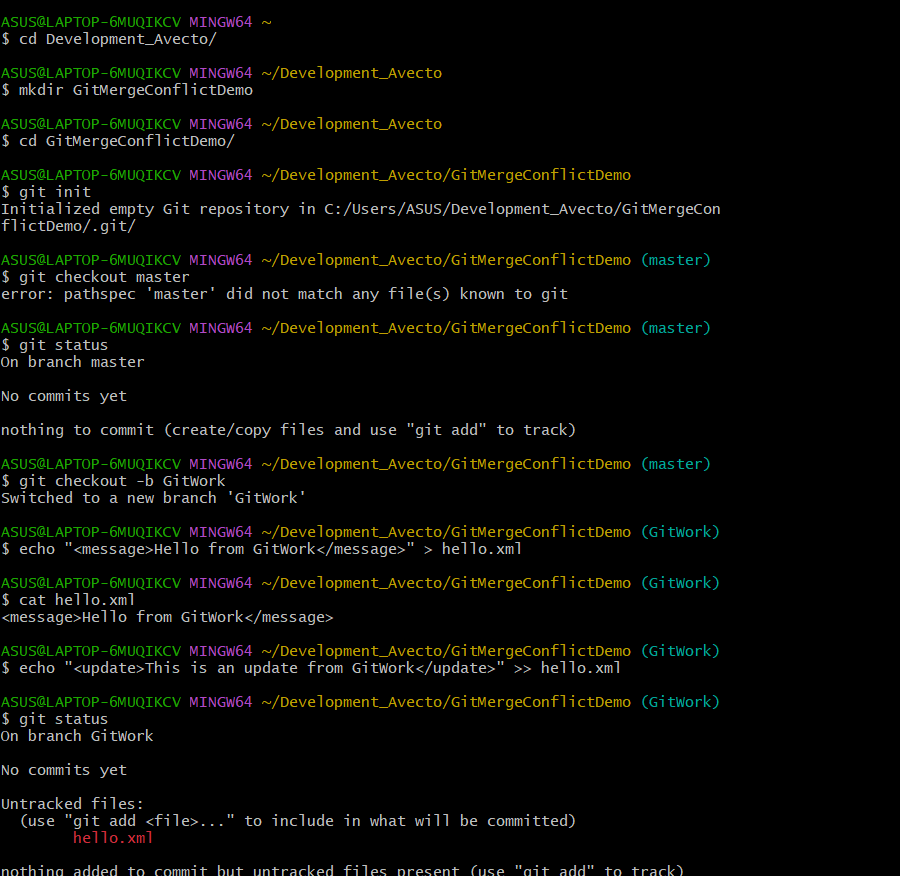 ASUS@LAPTOP-6MUQIKCV MINGW64 ~
$ cd Development_Avecto/
ASUS@LAPTOP-6MUQIKCV MINGW64 ~/Development_Avecto
$ mkdir GitMergeConflictDemo
ASUS@LAPTOP-6MUQIKCV MINGW64 ~/Development_Avecto
$ cd GitMergeConflictDemo/
ASUS@LAPTOP-6MUQIKCV MINGW64 ~/Development_Avecto/GitMergeConflictDemo
$ git init
Initialized empty Git repository in C:/Users/ASUS/Development_Avecto/GitMergeCon
flictDemo/.git/
ASUS@LAPTOP-6MUQIKCV MINGW64 ~/Development_Avecto/GitMergeConflictDemo (master)
$ git checkout master
error: pathspec 'master' did not match any file(s) known to git
ASUS@LAPTOP-6MUQIKCV MINGW64 ~/Development_Avecto/GitMergeConflictDemo (master)
$ git status
On branch master
No commits yet
nothing to commit (create/copy files and use "git add" to track)
ASUS@LAPTOP-6MUQIKCV MINGW64 ~/Development_Avecto/GitMergeConflictDemo (master)
$ git checkout -b GitWork
Switched to a new branch 'GitWork'
ASUS@LAPTOP-6MUQIKCV MINGW64 ~/Development_Avecto/GitMergeConflictDemo (GitWork)
$ echo "<message>Hello from GitWork</message>" > hello.xml
ASUS@LAPTOP-6MUQIKCV MINGW64 ~/Development_Avecto/GitMergeConflictDemo (GitWork)
$ cat hello.xml
<message>Hello from GitWork</message>
ASUS@LAPTOP-6MUQIKCV MINGW64 ~/Development_Avecto/GitMergeConflictDemo (GitWork)
$ echo "<update>This is an update from GitWork</update>" >> hello.xml
ASUS@LAPTOP-6MUQIKCV MINGW64 ~/Development_Avecto/GitMergeConflictDemo (GitWork)
$ git status
On branch GitWork
No commits yet
Untracked files:
(use "git add <file>..." to include in what will be committed)
hello.xml
nothing added to commit but untracked files present (use "git add" to track)